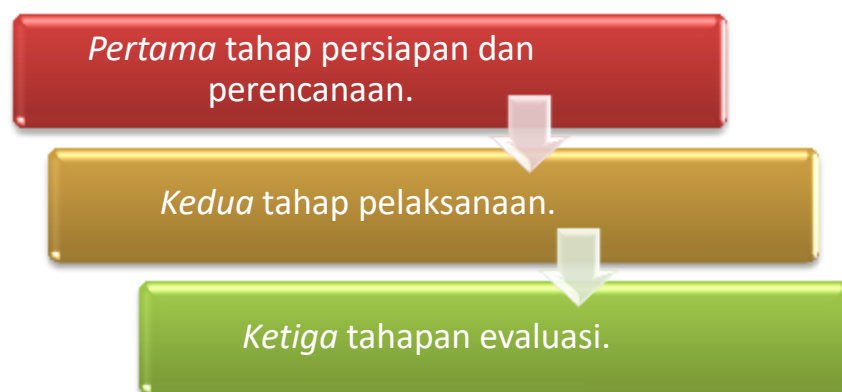 Pertama tahap persiapan dan
perencanaan.
Kedua tahap pelaksanaan.
Ketiga tahapan evaluasi.